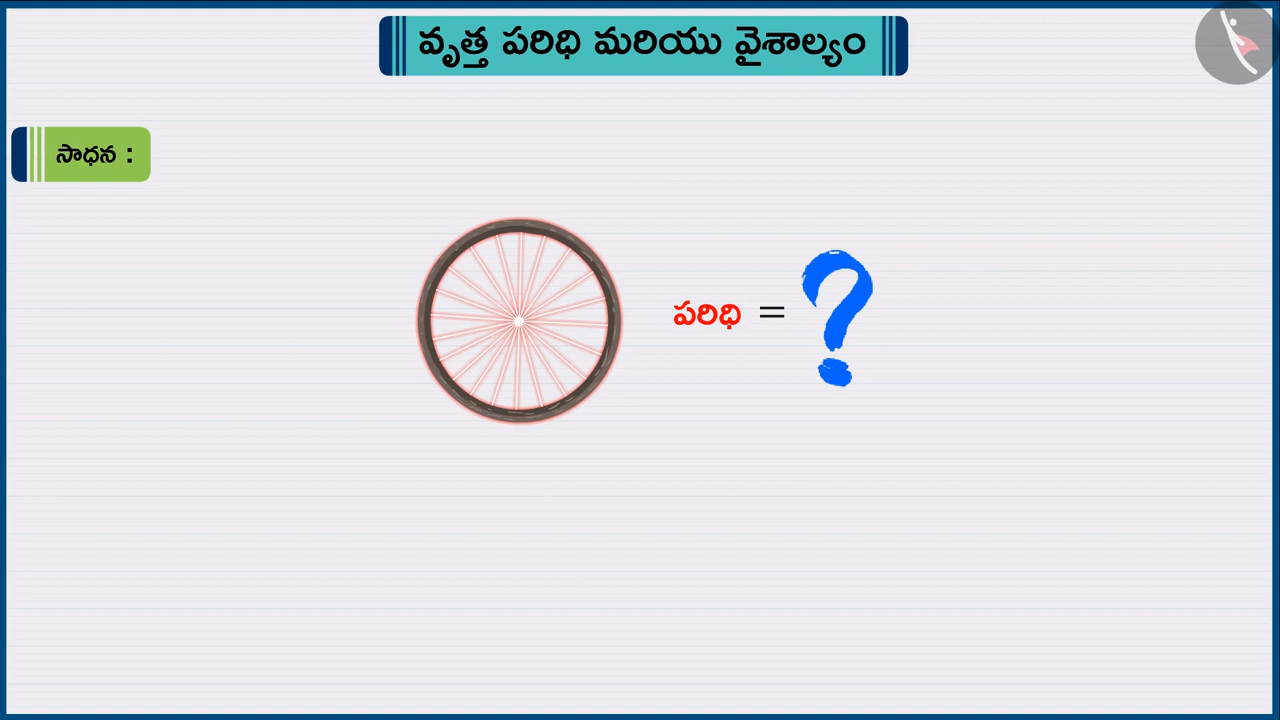 వృత్త పరిధి మరియు వైశాల్యం
సాధన :
పరిధి = ?